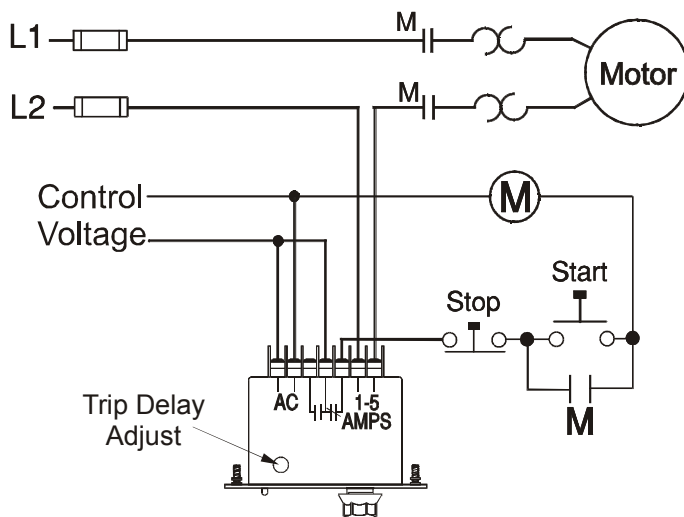 L1
M
Motor
L2
M
Control
Voltage
M
Start
Stop
M
AC
1-5
AMPS
Trip Delay
Adjust